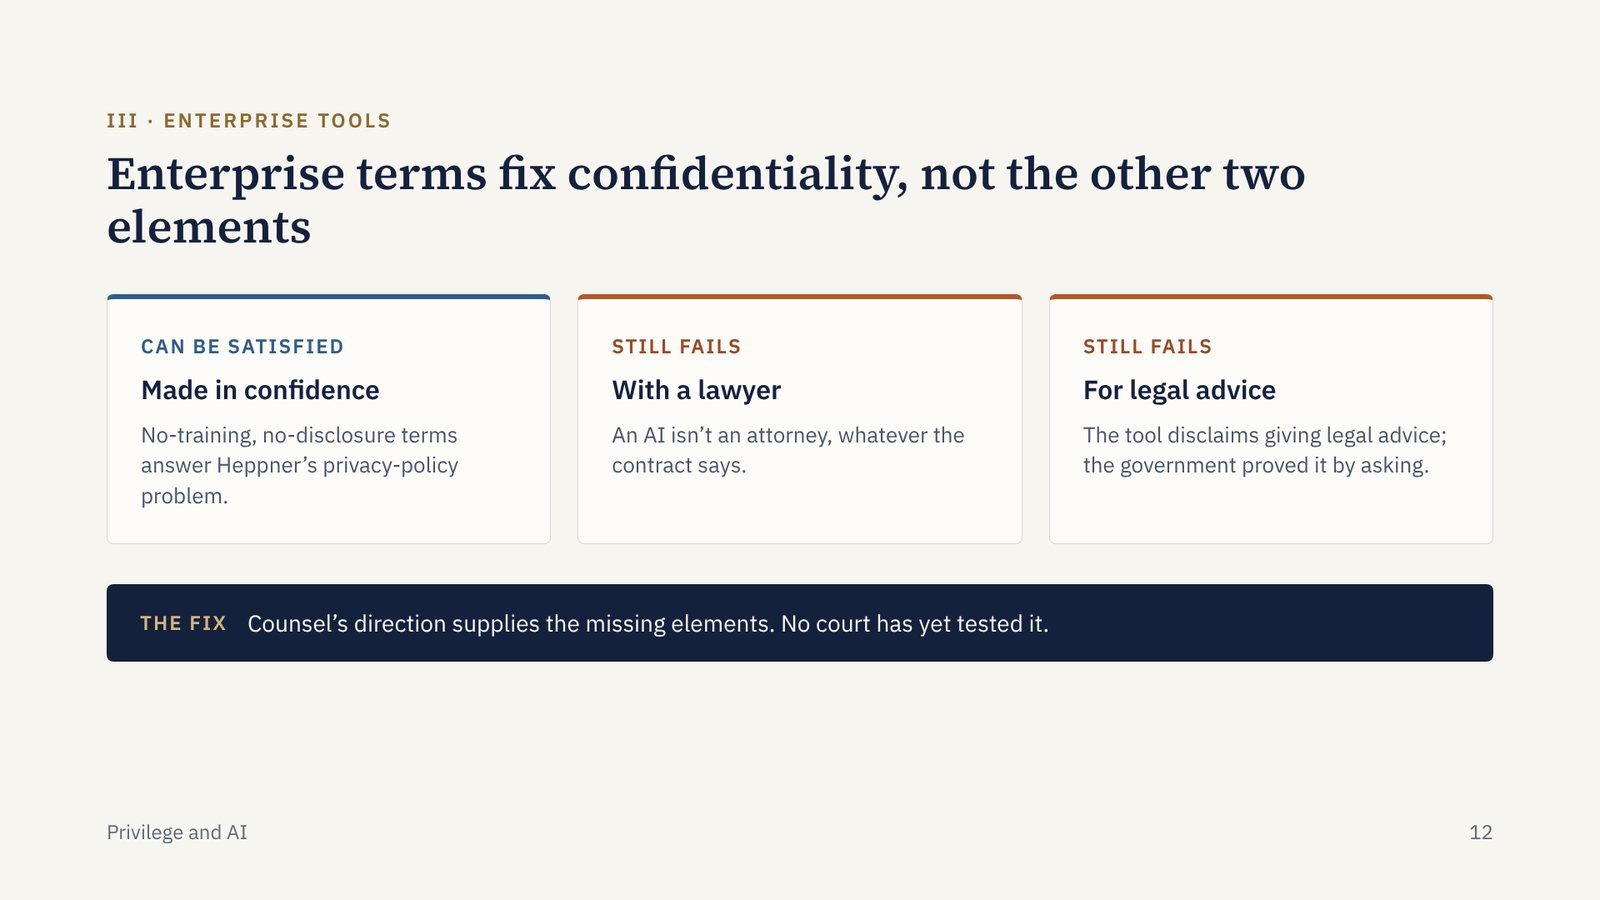 III · ENTERPRISE TOOLS
Enterprise terms fix confidentiality, not the other two
elements
CAN BE SATISFIED
Made in confidence
No-training, no-disclosure terms
answer Heppner’s privacy-policy
problem.
STILL FAILS
With a lawyer
An AI isn’t an attorney, whatever the
contract says.
STILL FAILS
For legal advice
The tool disclaims giving legal advice;
the government proved it by asking.
THE FIX Counsel’s direction supplies the missing elements. No court has yet tested it.
Privilege and AI
12